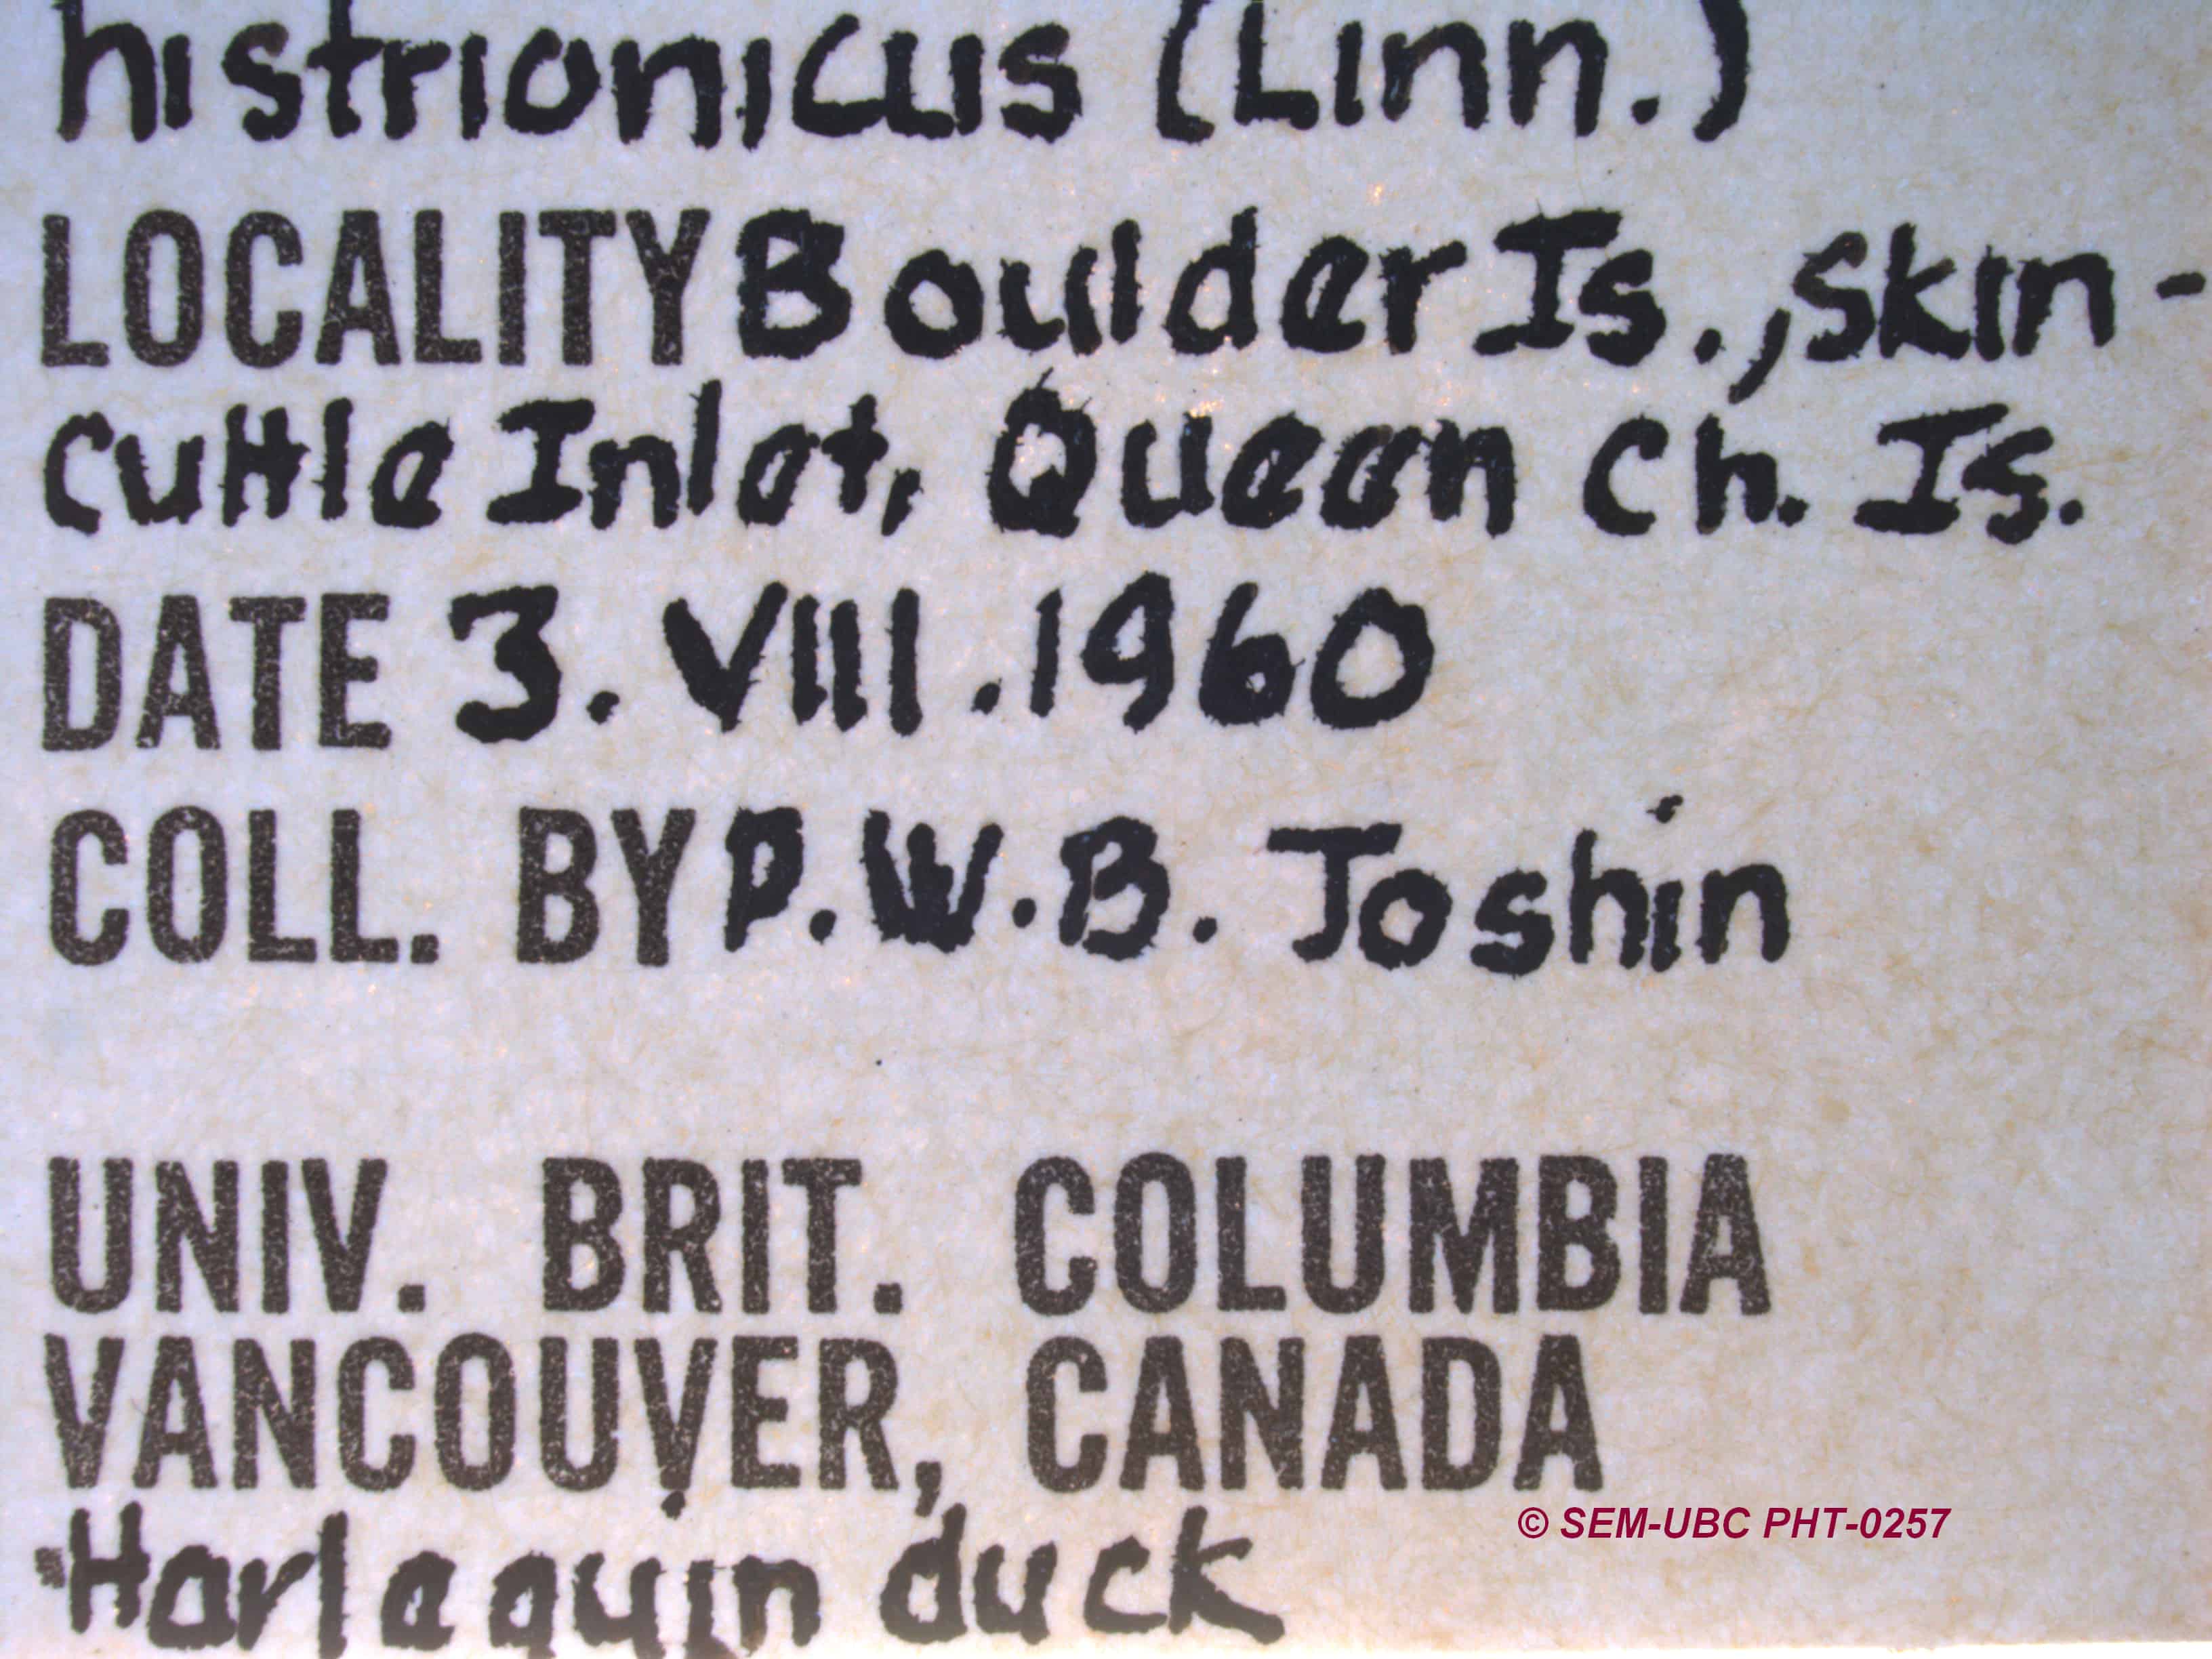 histrionicus (Linn.)
LOCALITY Boulder Is., Skin-
cuttle Inlet, Queen Ch. Is.
DATE 3. VIII. 1960
COLL. BY P.W.B. Joshin
UNIV. BRIT. COLUMBIA
VANCOUVER, CANADA
© SEM-UBC PHT-0257
Harlequin duck